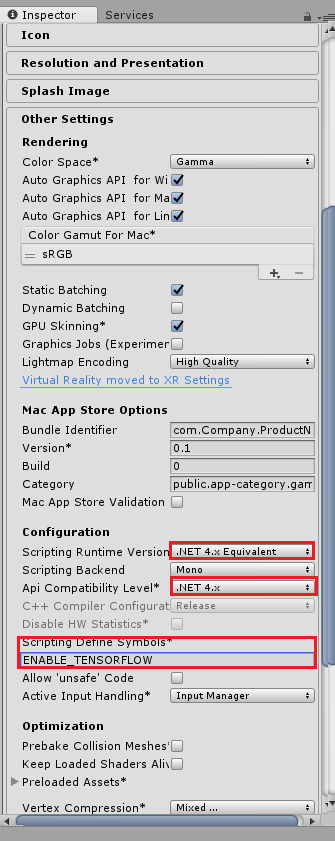 Inspector Services
Icon
Resolution and Presentation
Splash Image
Other Settings
Rendering
Color Space* Gamma
Auto Graphics API for Wi
Auto Graphics API for Ma
Auto Graphics API for Lin
Color Gamut For Mac*
sRGB
Static Batching
Dynamic Batching
GPU Skinning*
Graphics Jobs (Experimer
Lightmap Encoding High Quality
Virtual Reality moved to XR Settings
Mac App Store Options
Bundle Identifier com.Company.ProductN
Version* 0.1
Build 0
Category public.app-category.gam
Mac App Store Validation
Configuration
Scripting Runtime Version .NET 4.x Equivalent
Scripting Backend Mono
Api Compatibility Level* .NET 4.x
C++ Compiler Configurat Release
Disable HW Statistics*
Scripting Define Symbols*
ENABLE_TENSORFLOW
Allow 'unsafe' Code
Active Input Handling* Input Manager
Optimization
Prebake Collision Meshes*
Keep Loaded Shaders Aliv
Preloaded Assets*
Vertex Compression* Mixed ...